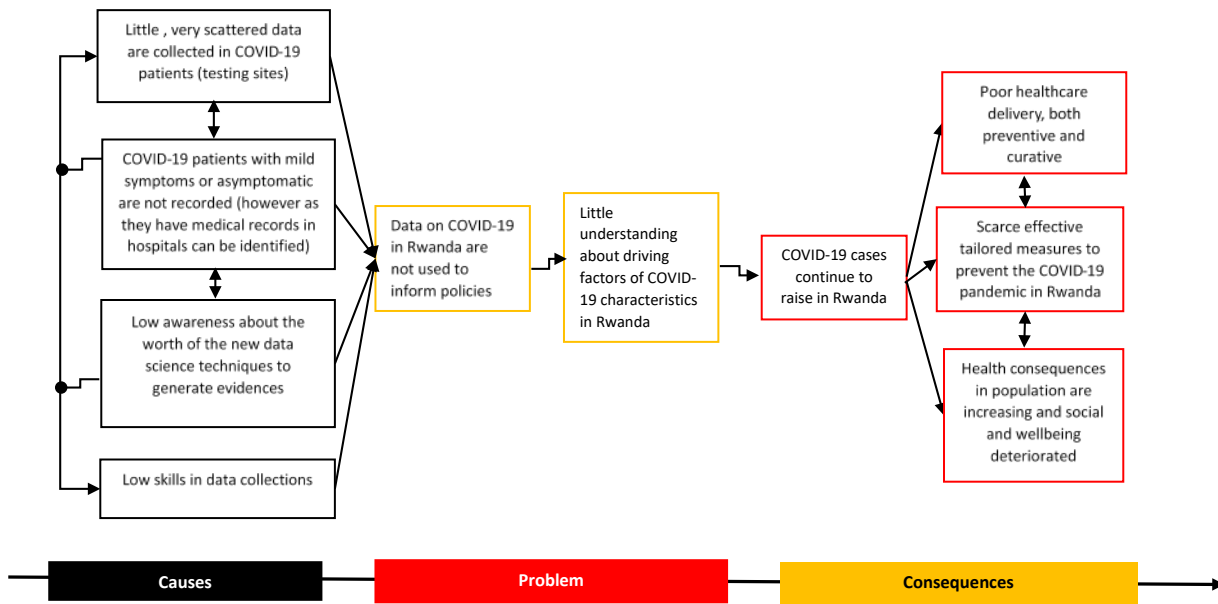 Little , very scattered data
are collected in COVID-19
patients (testing sites)
COVID-19 patients with mild
symptoms or asymptomatic
are not recorded (however as
they have medical records in
hospitals can be identified)
Low awareness about the
worth of the new data
science techniques to
generate evidences
Low skills in data collections
Data on COVID-19
in Rwanda are
not used to
inform policies
Little
understanding
about driving
factors of COVID-
19 characteristics
in Rwanda
COVID-19 cases
continue to
raise in Rwanda
Poor healthcare
delivery, both
preventive and
curative
Scarce effective
tailored measures to
prevent the COVID-19
pandemic in Rwanda
Health consequences
in population are
increasing and social
and wellbeing
deteriorated
Causes
Problem
Consequences